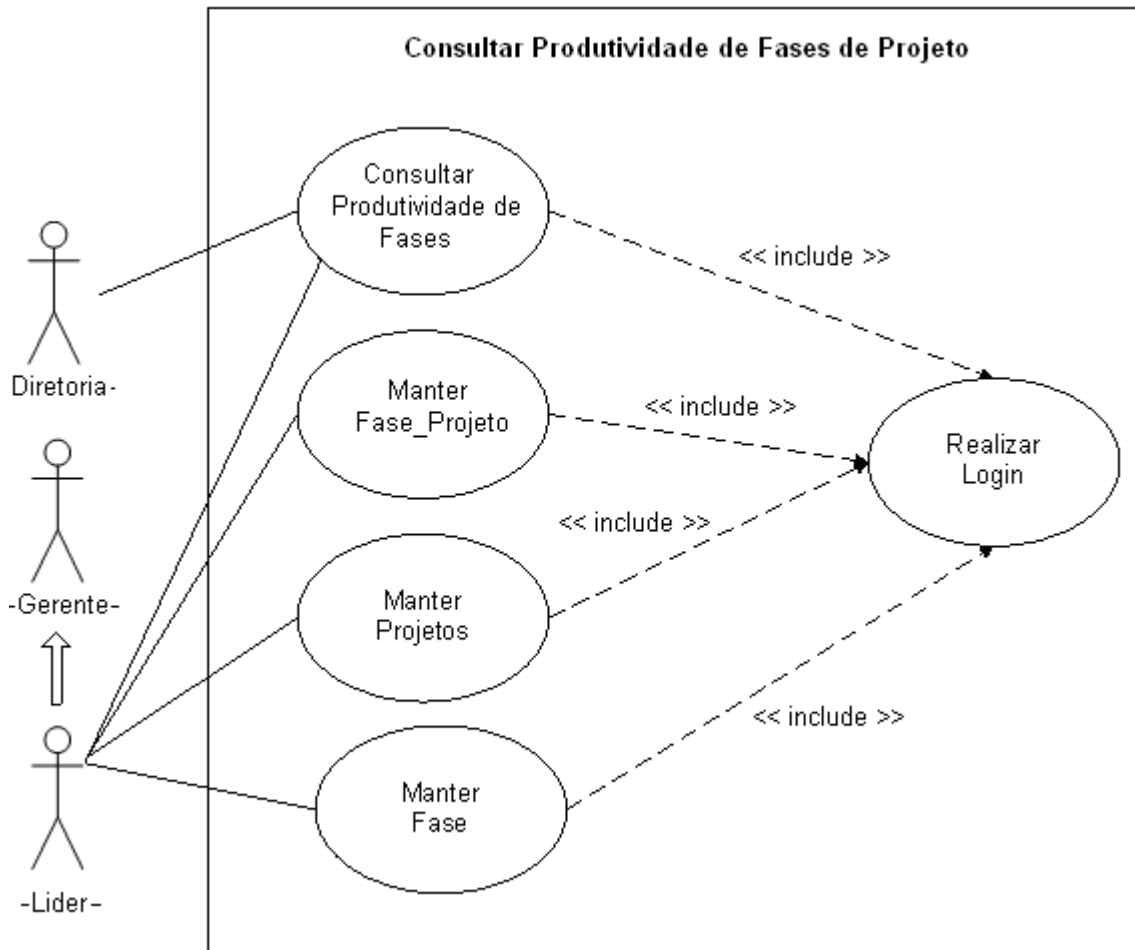 Consultar Produtividade de Fases de Projeto
Consultar
Produtividade de
Fases
<< include >>
Diretoria-
Manter
Fase_Projeto
<< include >>
Realizar
Login
-Gerente-
<< include >>
Manter
Projetos
<< include >>
Manter
Fase
-Lider-